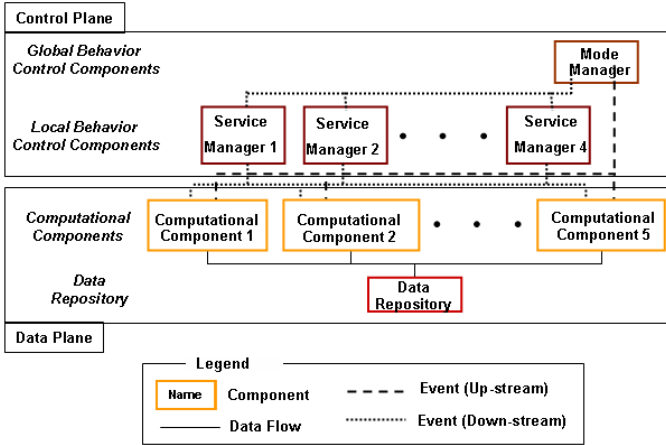 Control Plane
Global Behavior
Control Components
Mode
Manager
Local Behavior
Control Components
Service
Manager 1
Service
Manager 2
• • •
Service
Manager 4
Computational
Components
Computational
Component 1
Computational
Component 2
• • •
Computational
Component 5
Data
Repository
Data
Repository
Data Plane
Legend
Name
Component
Event (Up-stream)
Data Flow
Event (Down-stream)